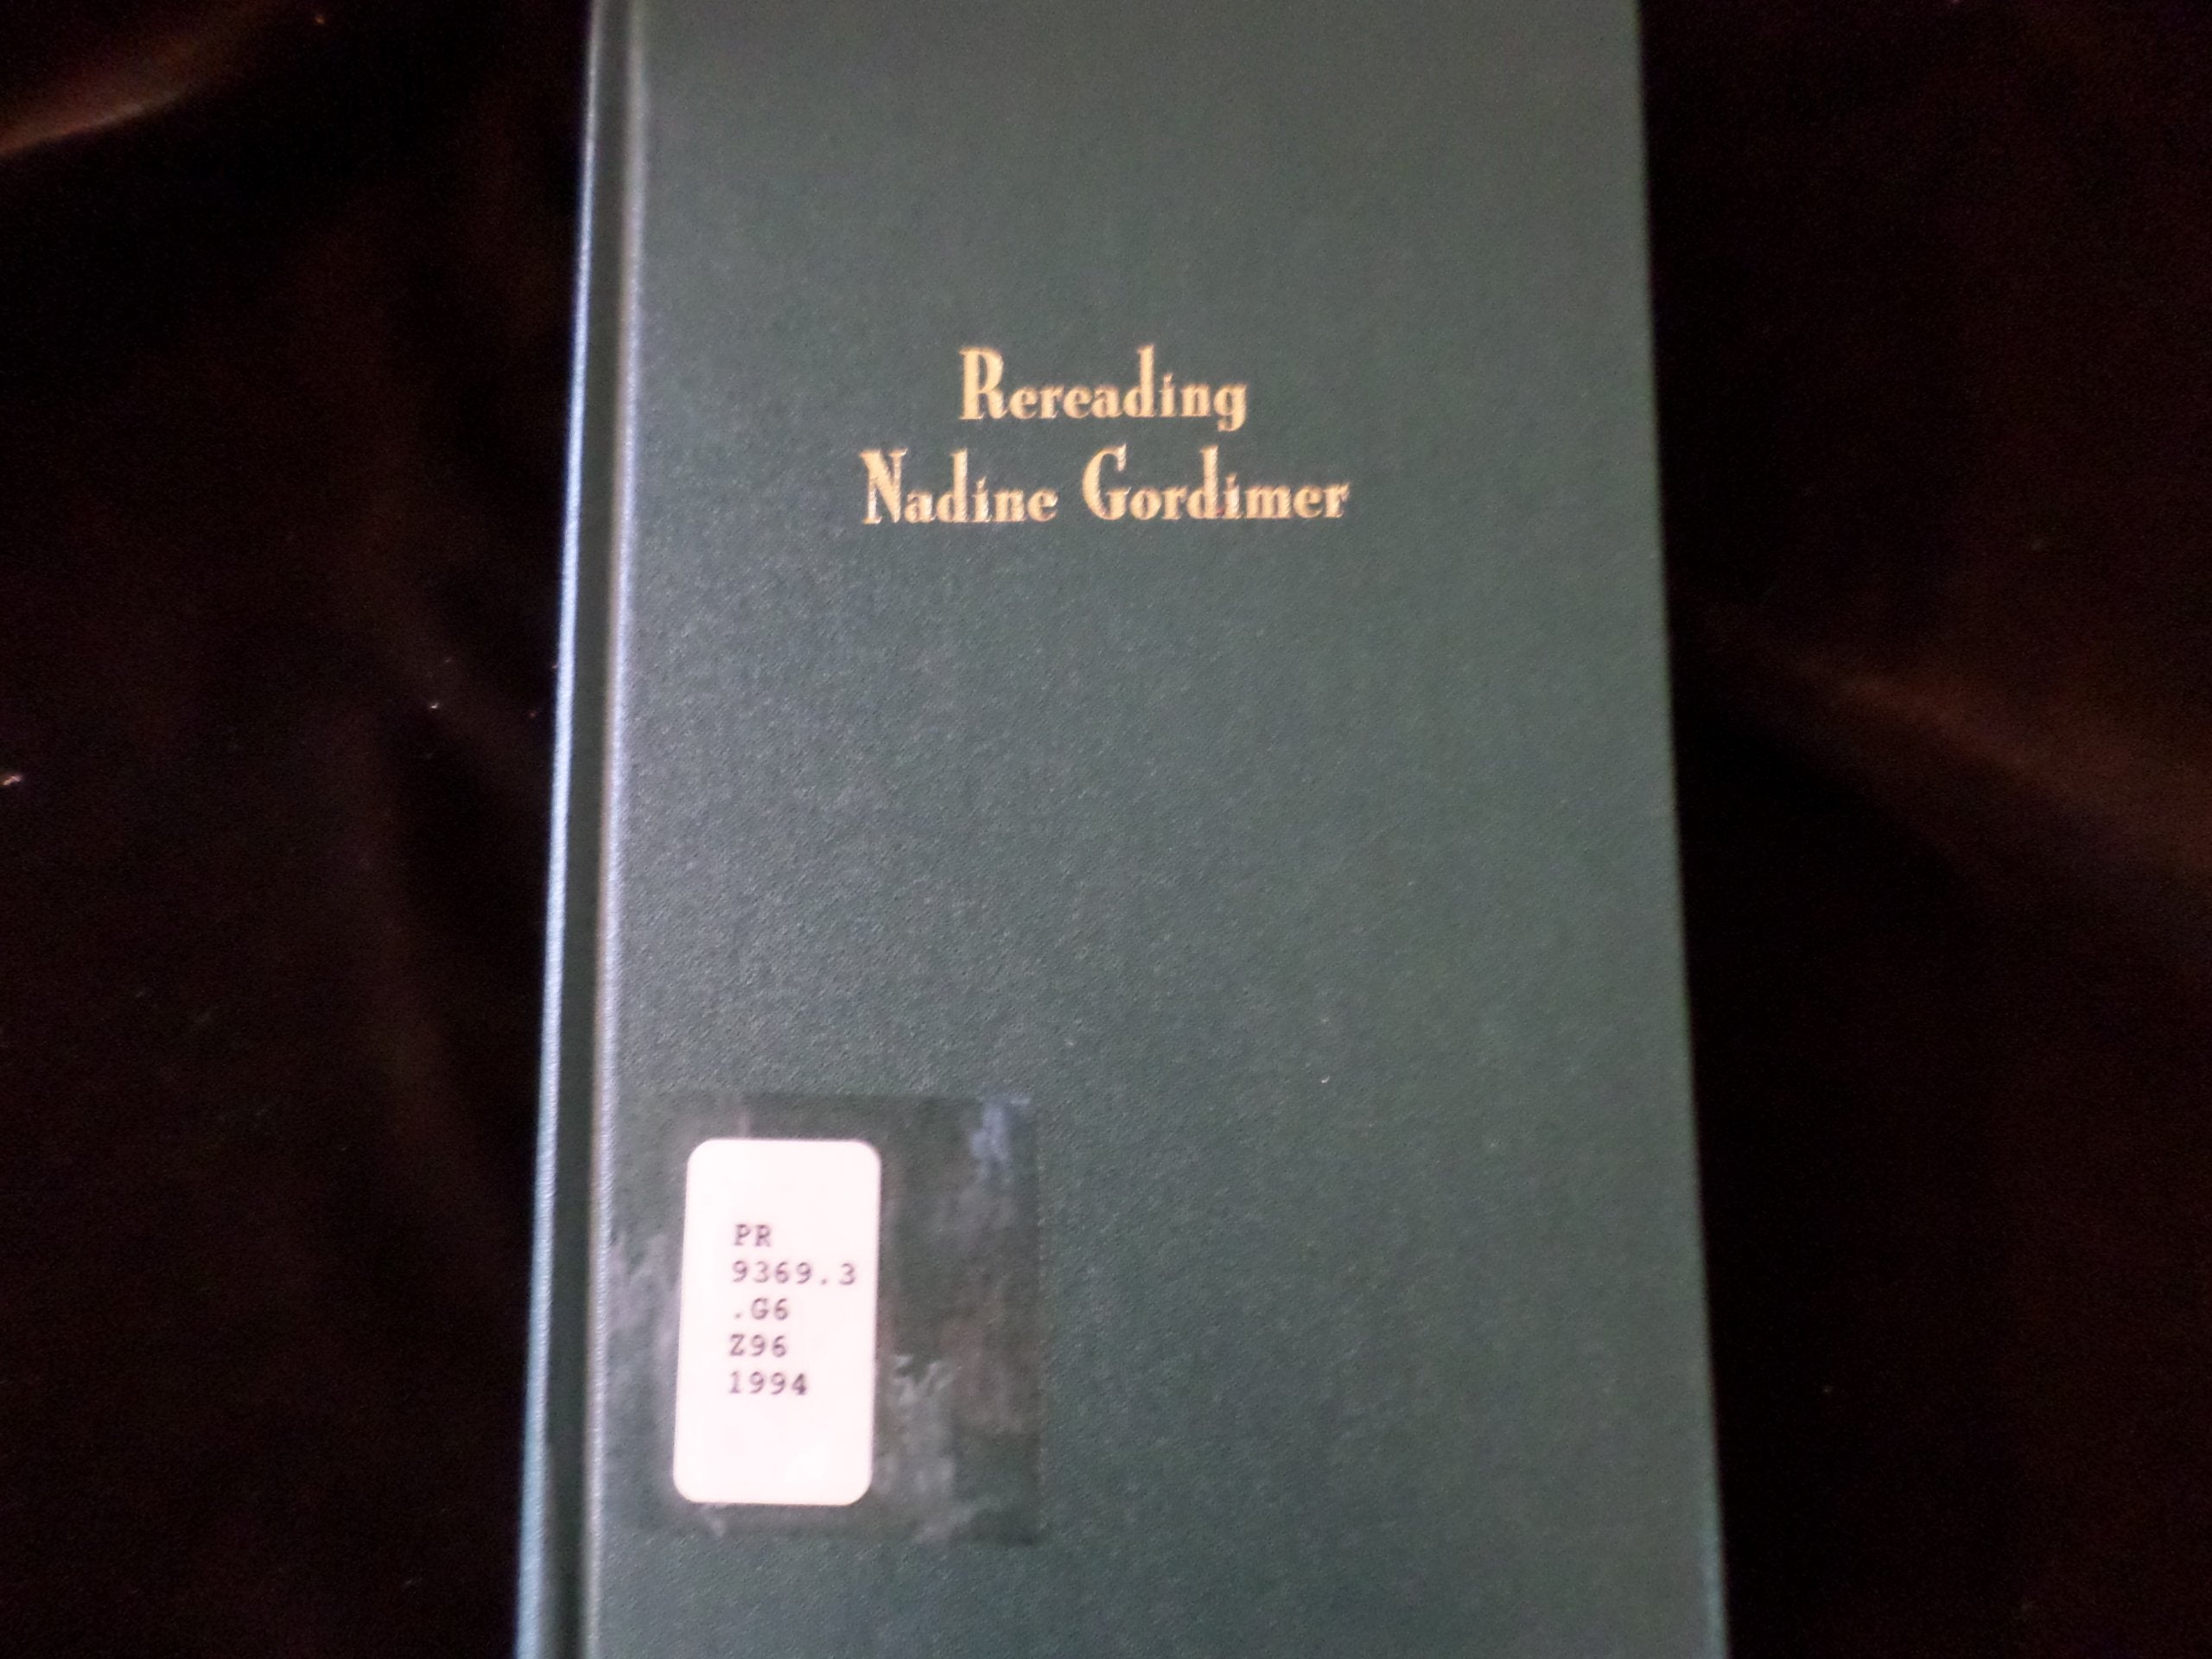 Rereading
Nadine Gordimer
PR
9369.3
.G6
Z96
1994